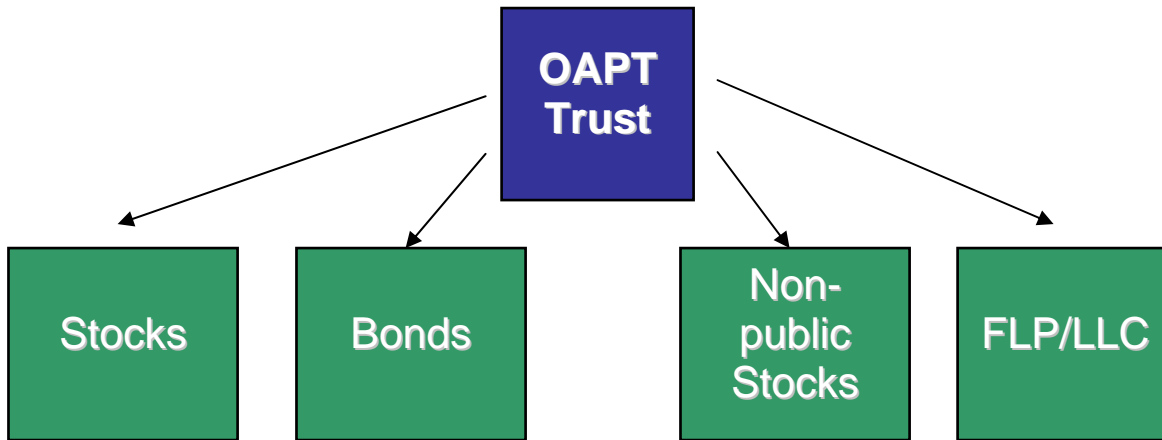 OAPT
Trust
Stocks
Bonds
Non-
public
Stocks
FLP/LLC